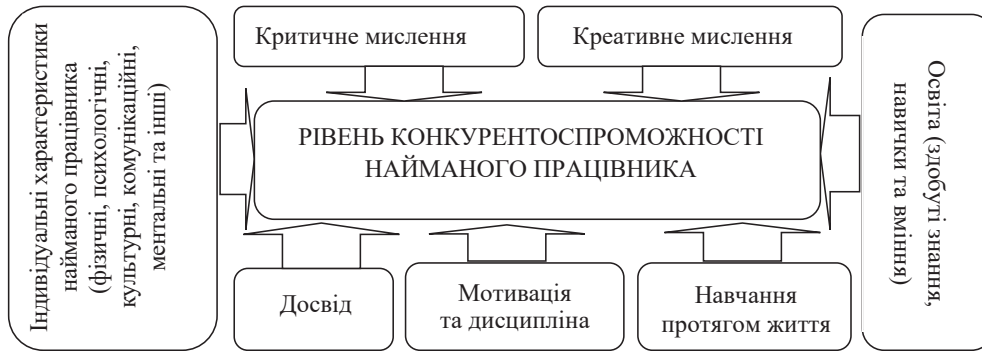 Індивідуальні характеристики
найманого працівника
(фізичні, психологічні,
культурні, комунікаційні,
ментальні та інші)
Критичне мислення
Креативне мислення
РІВЕНЬ КОНКУРЕНТОСПРОМОЖНОСТІ
НАЙМАНОГО ПРАЦІВНИКА
Досвід
Мотивація
та дисципліна
Навчання
протягом життя
Освіта (здобуті знання,
навички та вміння)